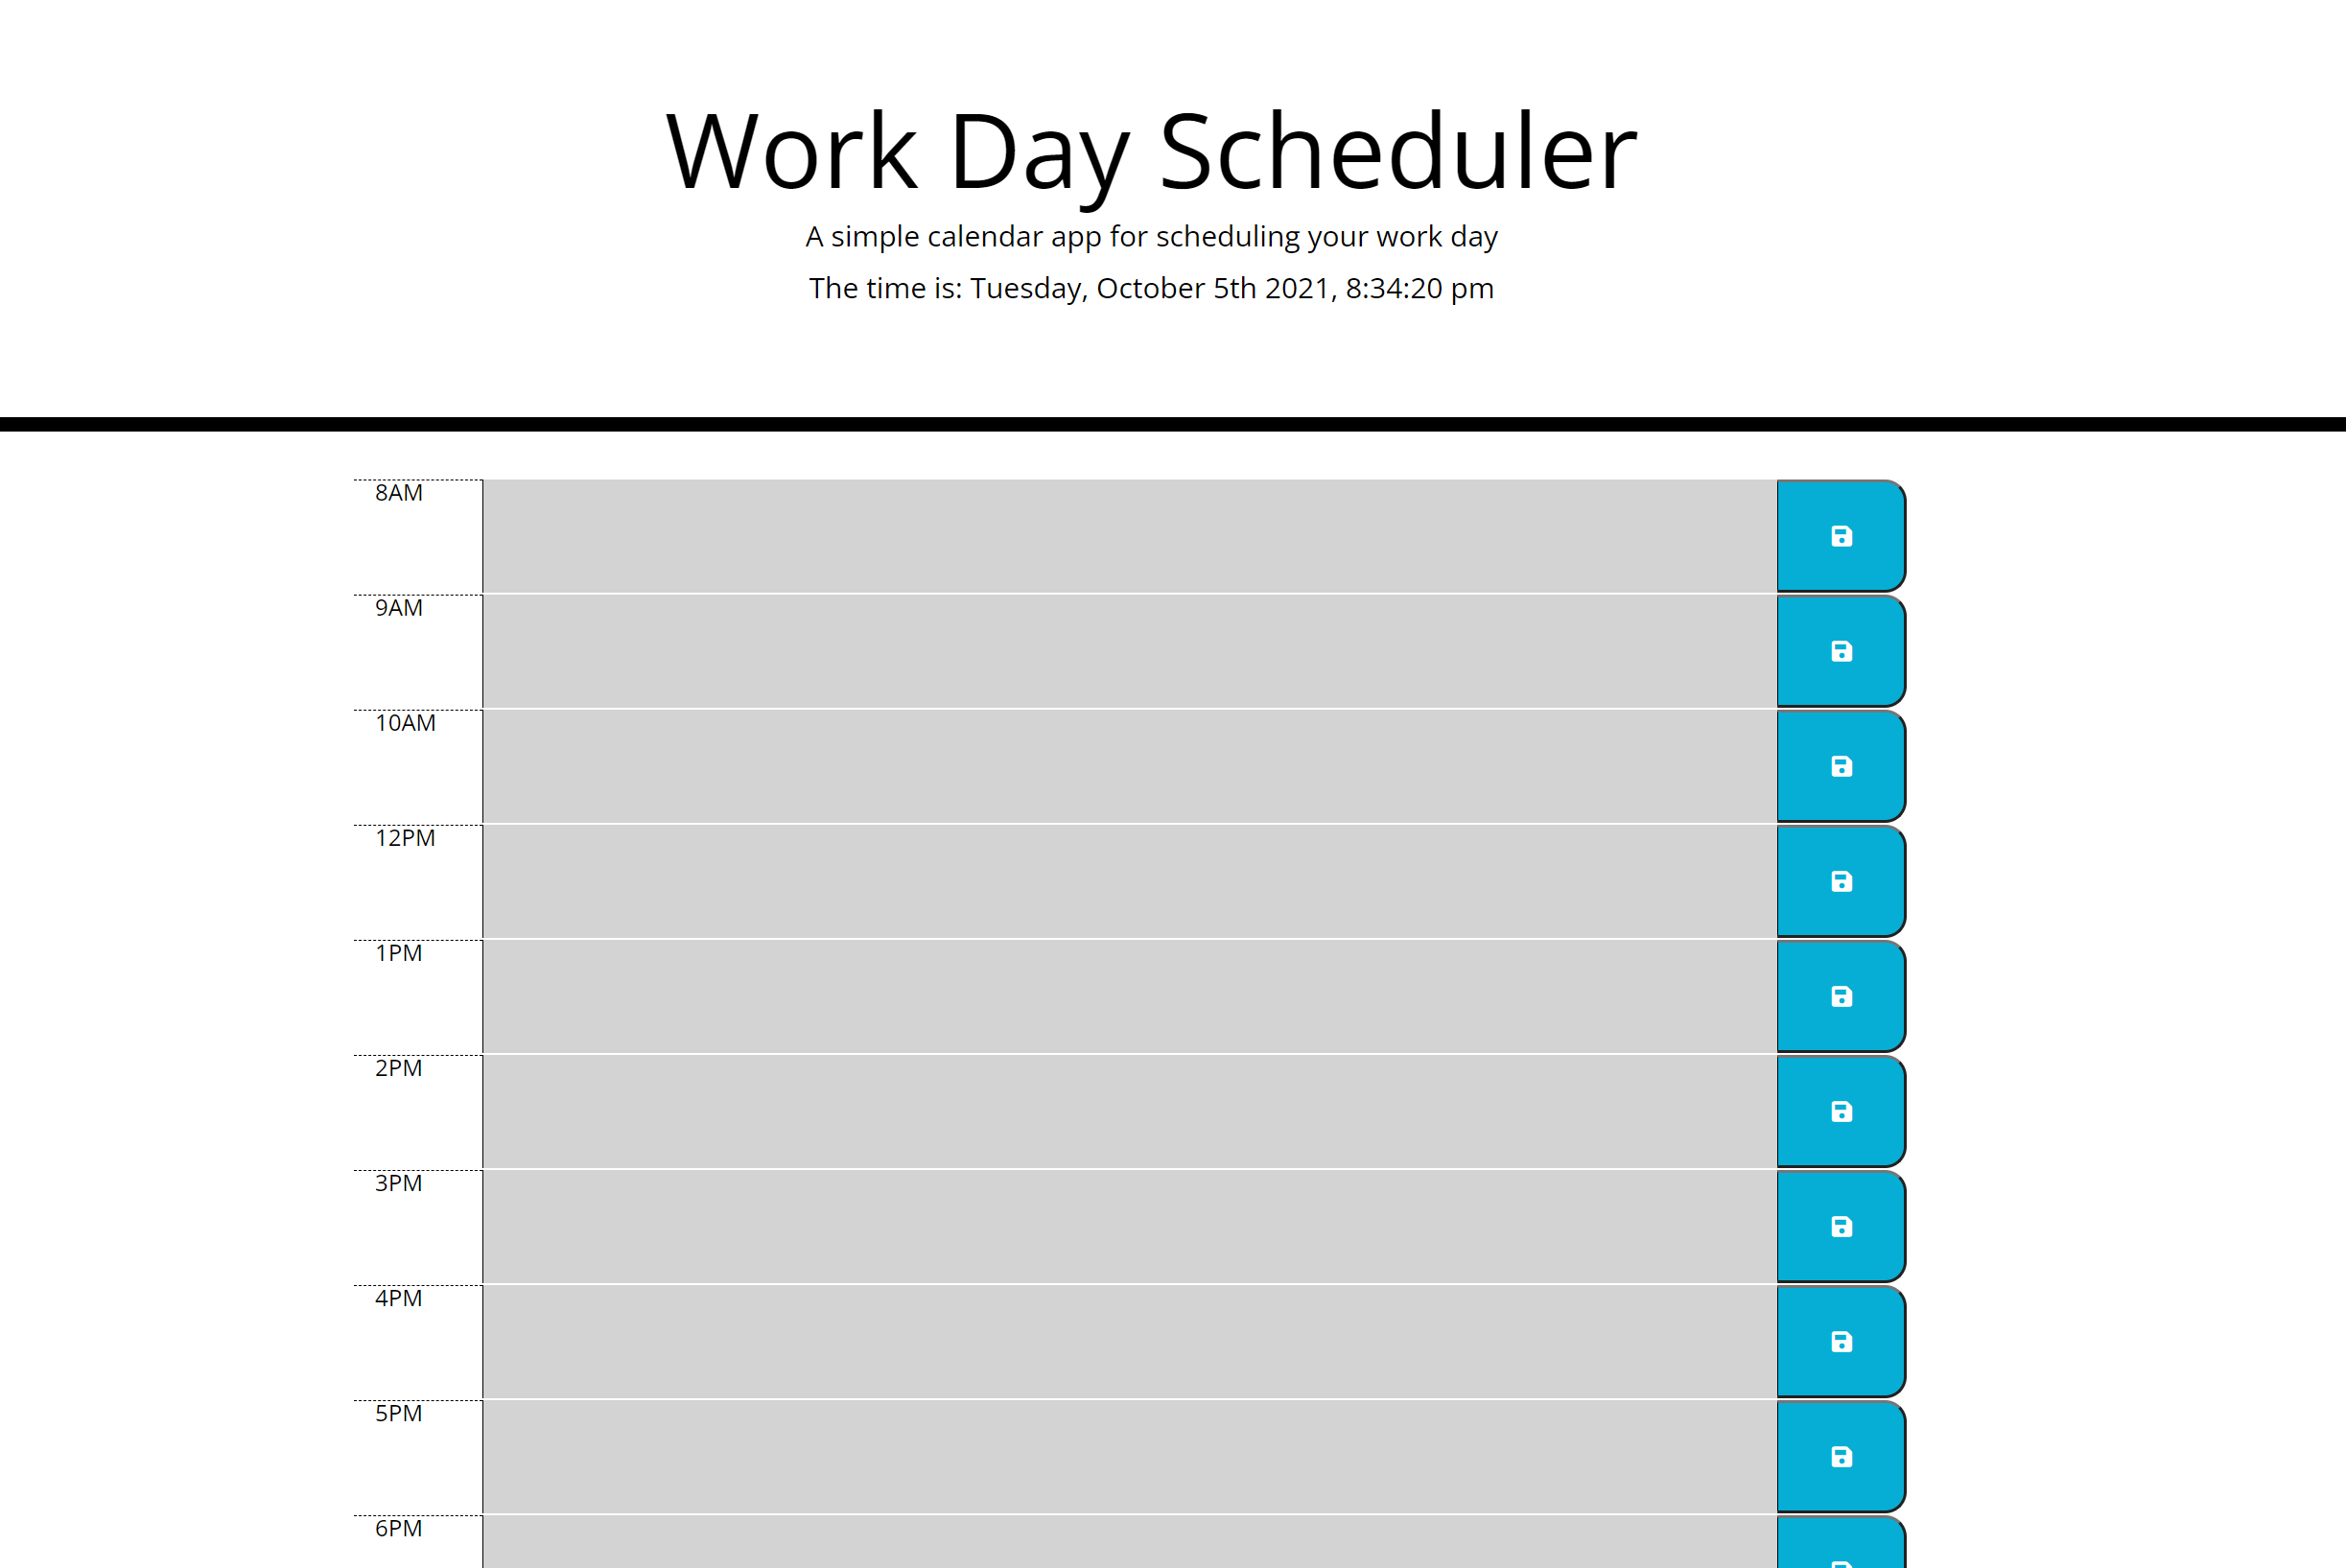 Work Day Scheduler
A simple calendar app for scheduling your work day
The time is: Tuesday, October 5th 2021, 8:34:20 pm
8AM
9AM
10AM
12PM
1PM
2PM
3PM
4PM
5PM
6PM